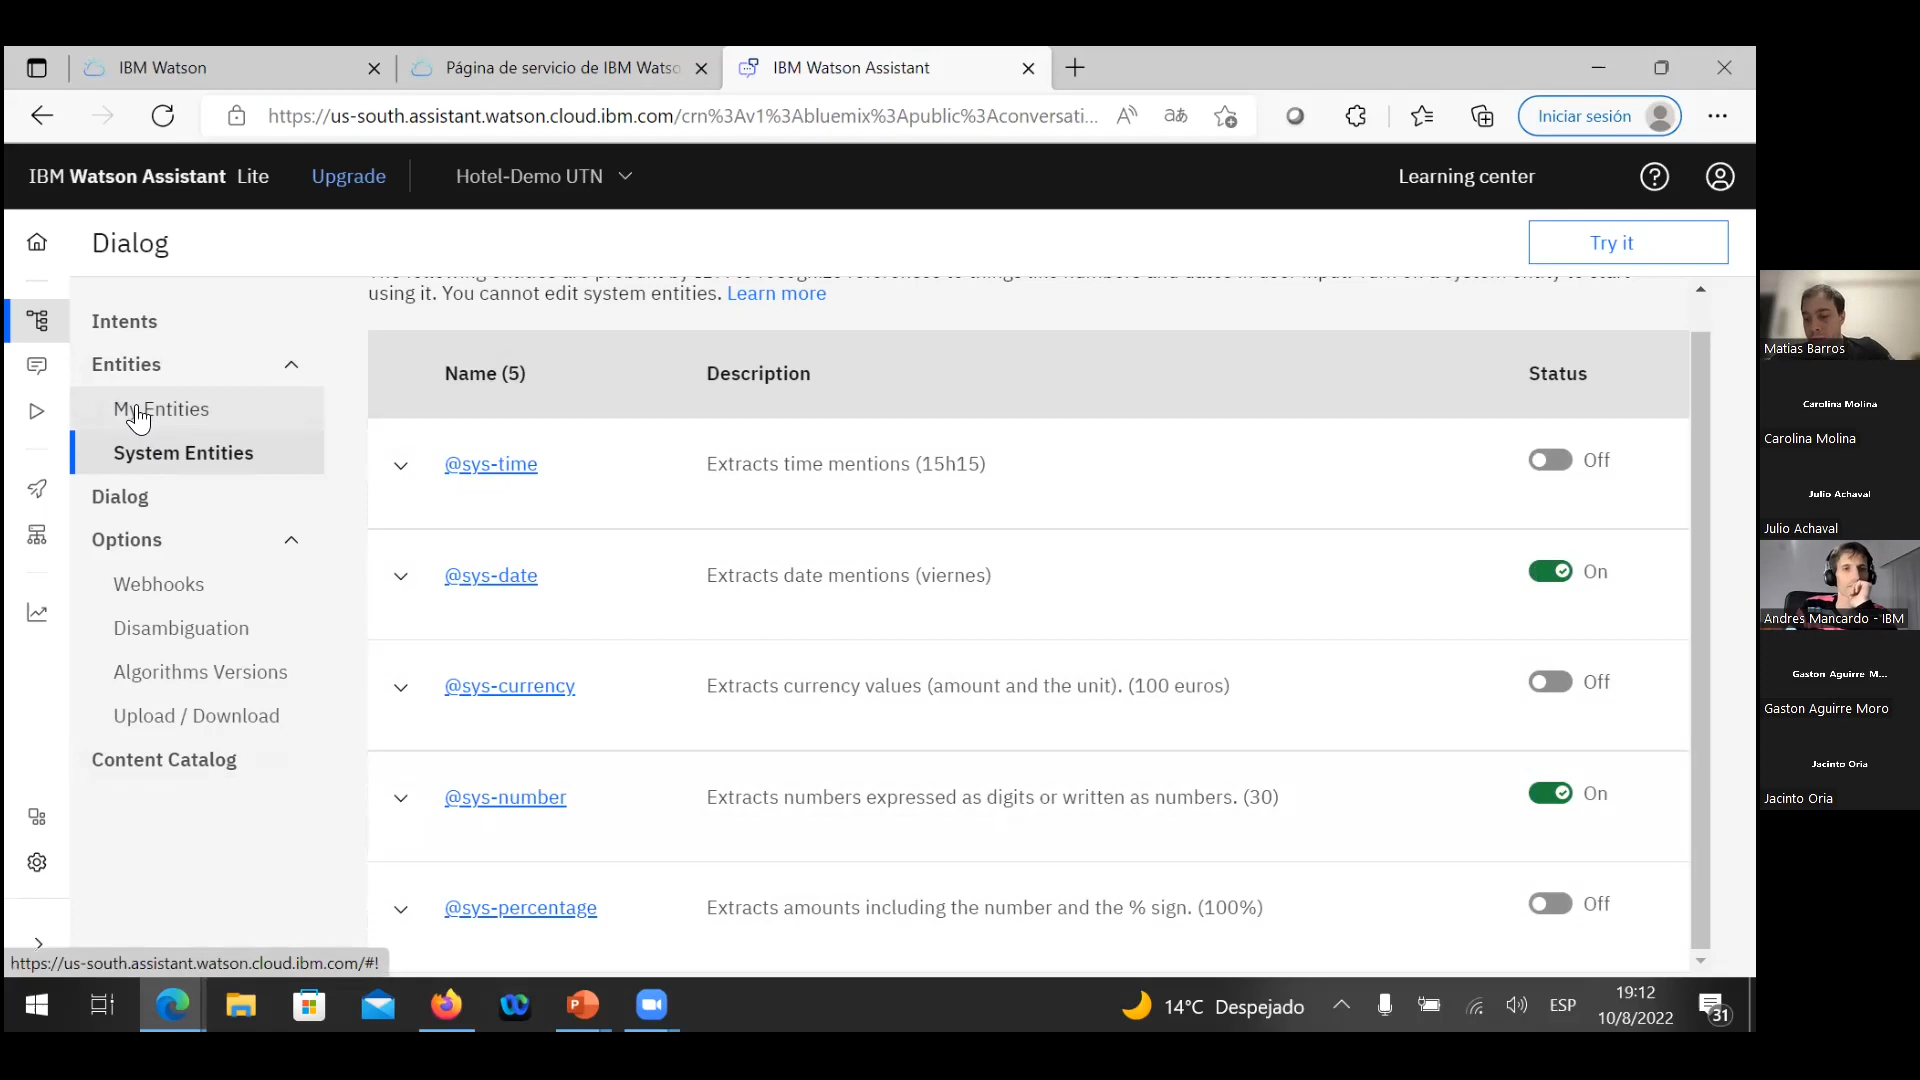 IBM Watson
Página de servicio de IBM Watso
IBM Watson Assistant
https://us-south.assistant.watson.cloud.ibm.com/crn%3Av1%3Abluemix%3Apublic%3Aconversati...
Iniciar sesión
IBM Watson Assistant Lite
Upgrade
Hotel-Demo UTN
Learning center
Dialog
Try it
using it. You cannot edit system entities. Learn more
Intents
Entities
My Entities
System Entities
Dialog
Options
Webhooks
Disambiguation
Algorithms Versions
Upload / Download
Content Catalog
Name (5) Description Status
@sys-time Extracts time mentions (15h15) Off
@sys-date Extracts date mentions (viernes) On
@sys-currency Extracts currency values (amount and the unit). (100 euros) Off
@sys-number Extracts numbers expressed as digits or written as numbers. (30) On
@sys-percentage Extracts amounts including the number and the % sign. (100%) Off
https://us-south.assistant.watson.cloud.ibm.com/#!
14°C Despejado
ESP
19:12
10/8/2022
31
Matias Barros
Carolina Molina
Carolina Molina
Julio Achaval
Julio Achaval
Andres Mancardo - IBM
Gaston Aguirre M...
Gaston Aguirre Moro
Jacinto Oria
Jacinto Oria